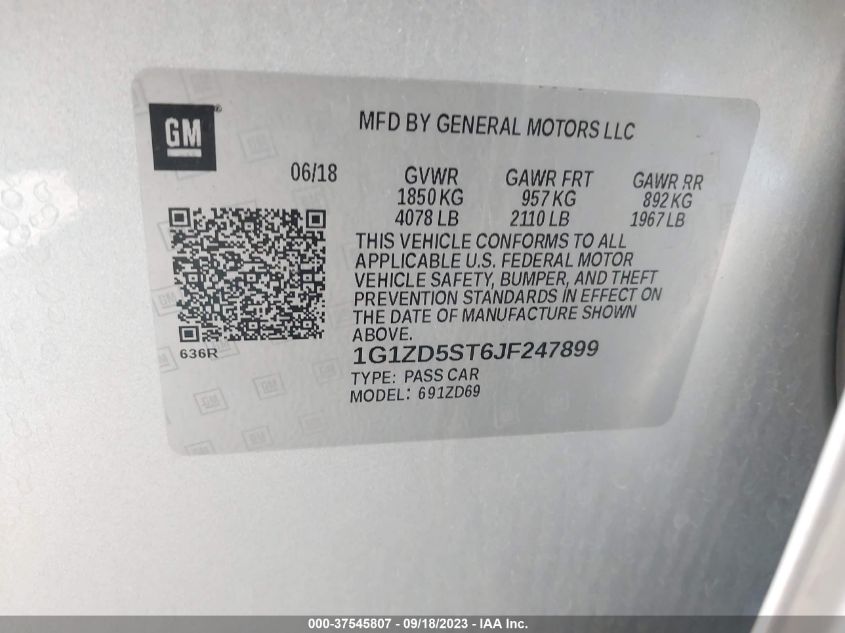 GM
MFD BY GENERAL MOTORS LLC
06/18
GVWR
1850 KG
4078 LB
GAWR FRT
957 KG
2110 LB
GAWR RR
892 KG
1967 LB
THIS VEHICLE CONFORMS TO ALL
APPLICABLE U.S. FEDERAL MOTOR
VEHICLE SAFETY, BUMPER, AND THEFT
PREVENTION STANDARDS IN EFFECT ON
THE DATE OF MANUFACTURE SHOWN
ABOVE.
636R
1G1ZD5ST6JF247899
TYPE: PASS CAR
MODEL: 691ZD69
000-37545807 - 09/18/2023 - Copyright IAA, Inc.